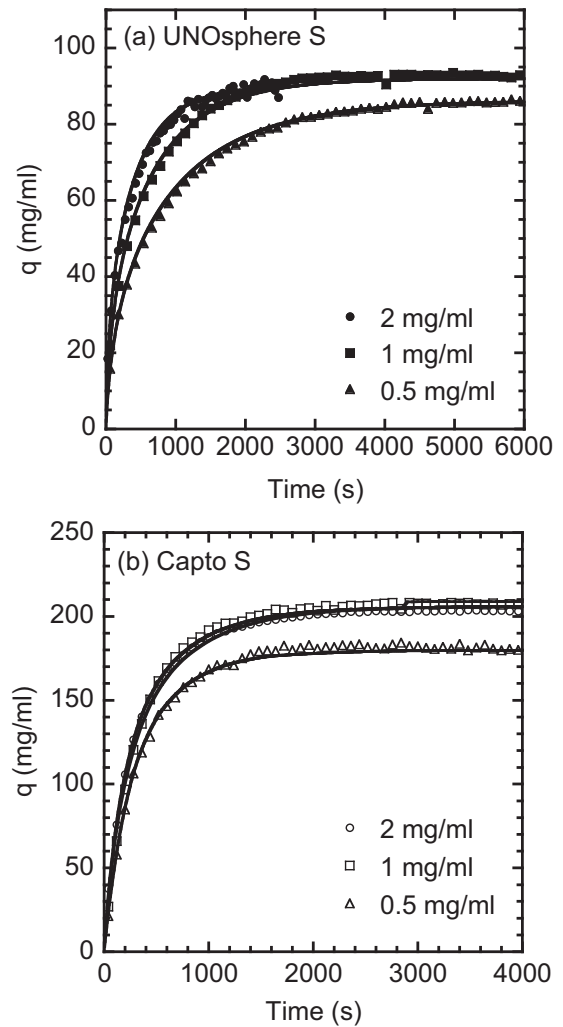 (a) UNOsphere S
100
80
60
40
20
0
q (mg/ml)
2 mg/ml
1 mg/ml
0.5 mg/ml
0 1000 2000 3000 4000 5000 6000
Time (s)
(b) Capto S
250
200
150
100
50
0
q (mg/ml)
2 mg/ml
1 mg/ml
0.5 mg/ml
0 1000 2000 3000 4000
Time (s)